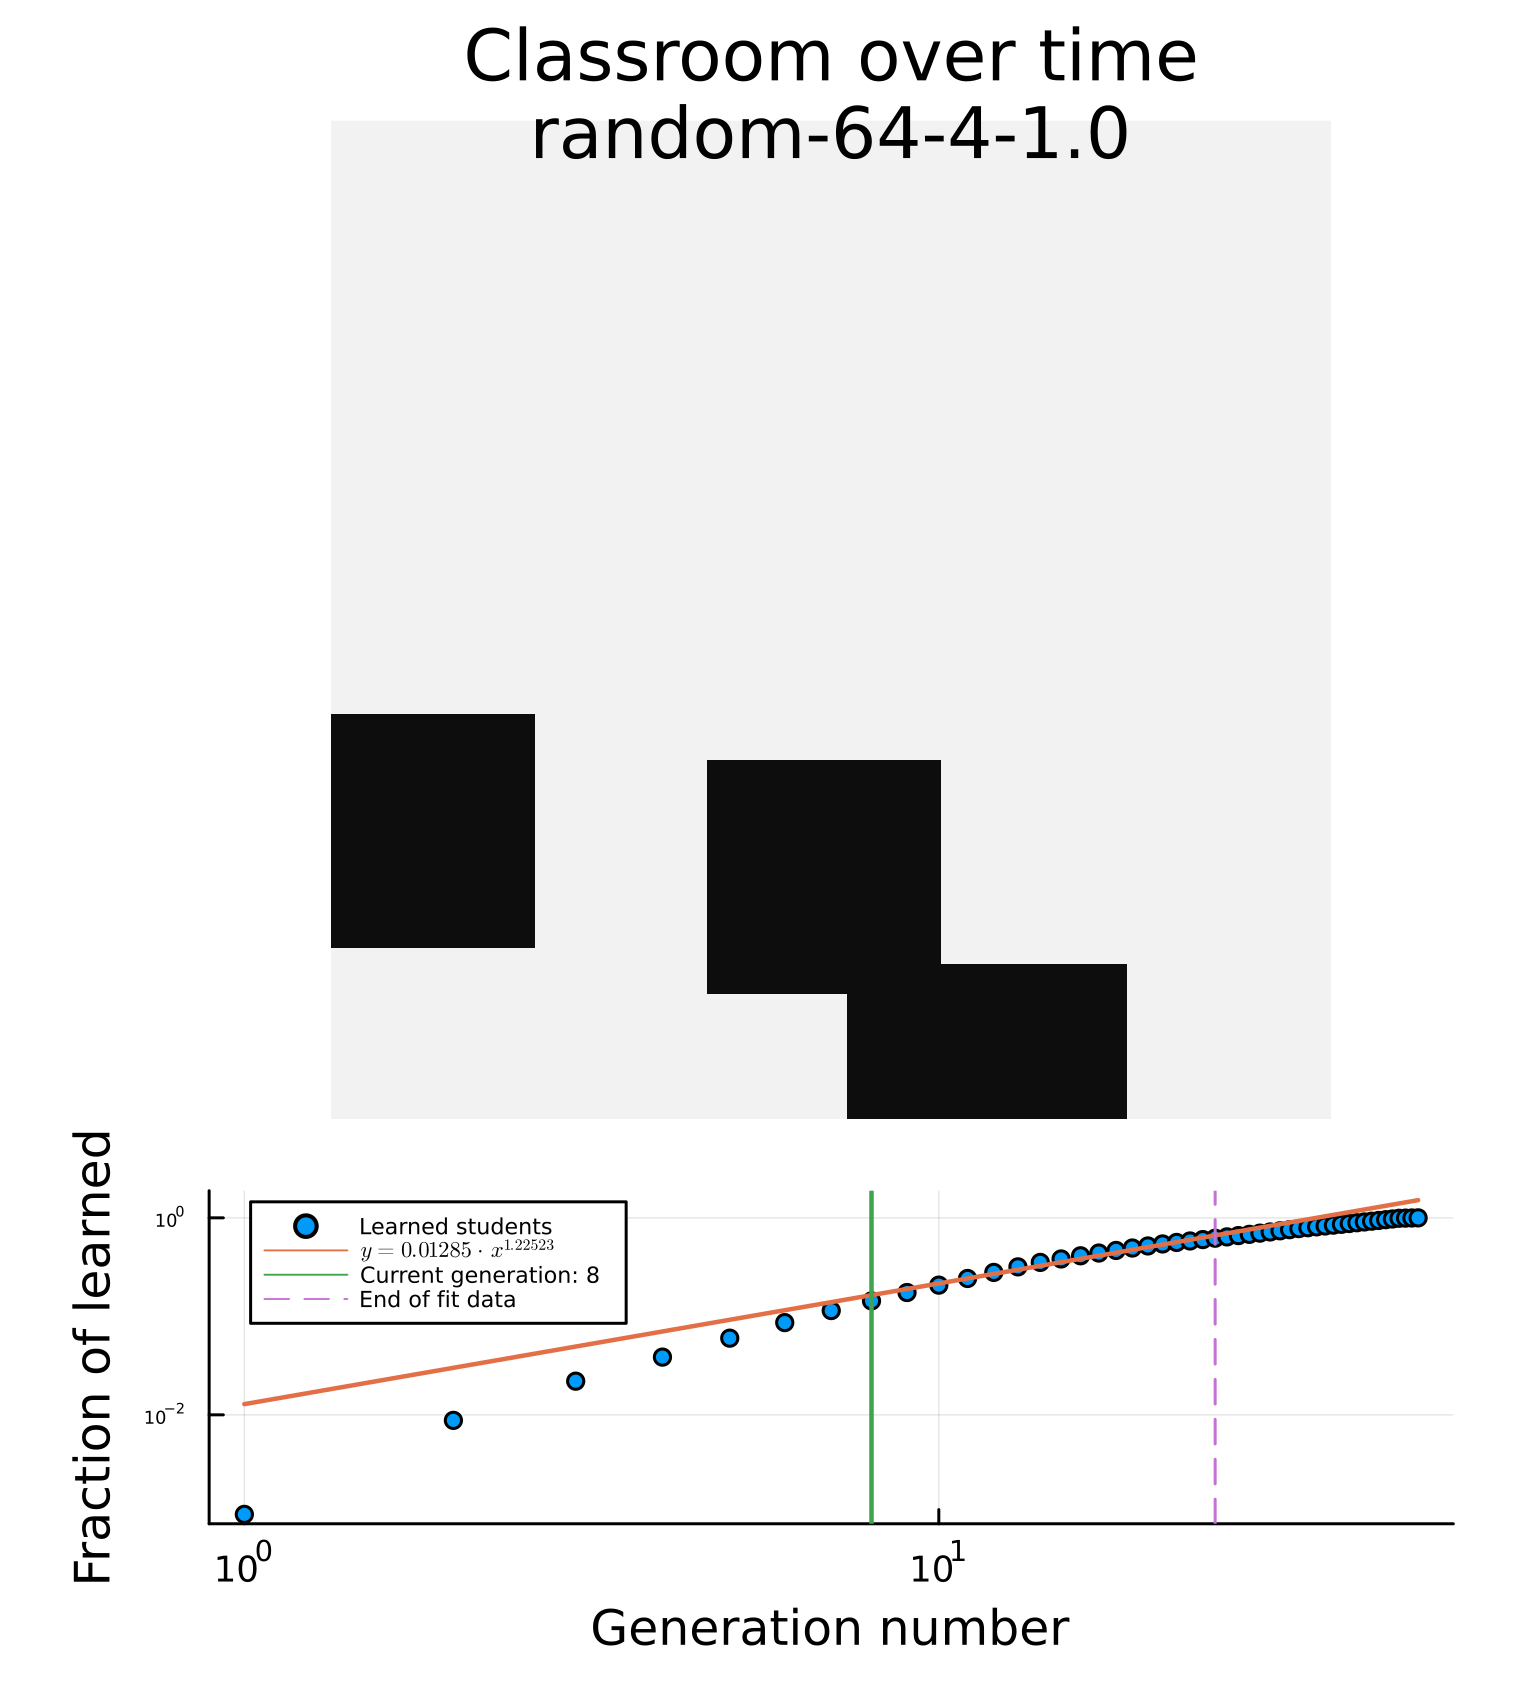 Classroom over time
random-64-4-1.0
Fraction of learned
10^0
10^-2
Learned students
y = 0.01285 · x^1.22523
Current generation: 8
End of fit data
10^0
10^1
Generation number